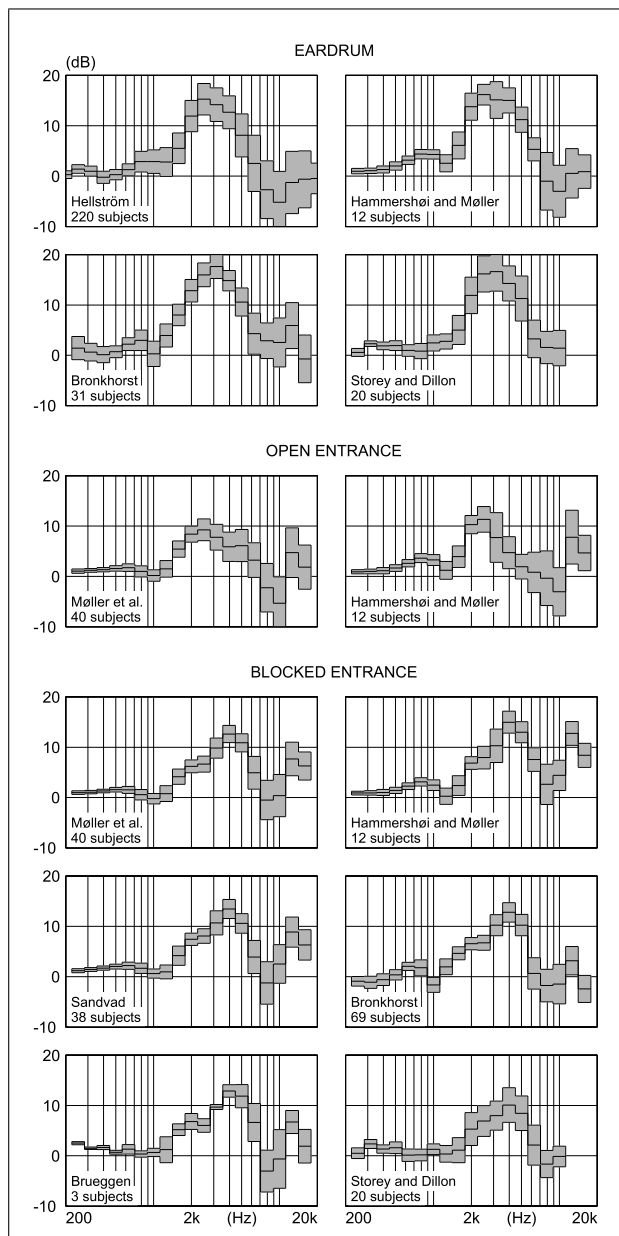 EARDRUM
(dB)
20
10
0
-10
Hellström
220 subjects
Hammershøi and Møller
12 subjects
20
10
0
-10
Bronkhorst
31 subjects
Storey and Dillon
20 subjects
OPEN ENTRANCE
20
10
0
-10
Møller et al.
40 subjects
Hammershøi and Møller
12 subjects
BLOCKED ENTRANCE
20
10
0
-10
Møller et al.
40 subjects
Hammershøi and Møller
12 subjects
20
10
0
-10
Sandvad
38 subjects
Bronkhorst
69 subjects
20
10
0
-10
Brueggen
3 subjects
Storey and Dillon
20 subjects
200 2k (Hz) 20k 200 2k (Hz) 20k